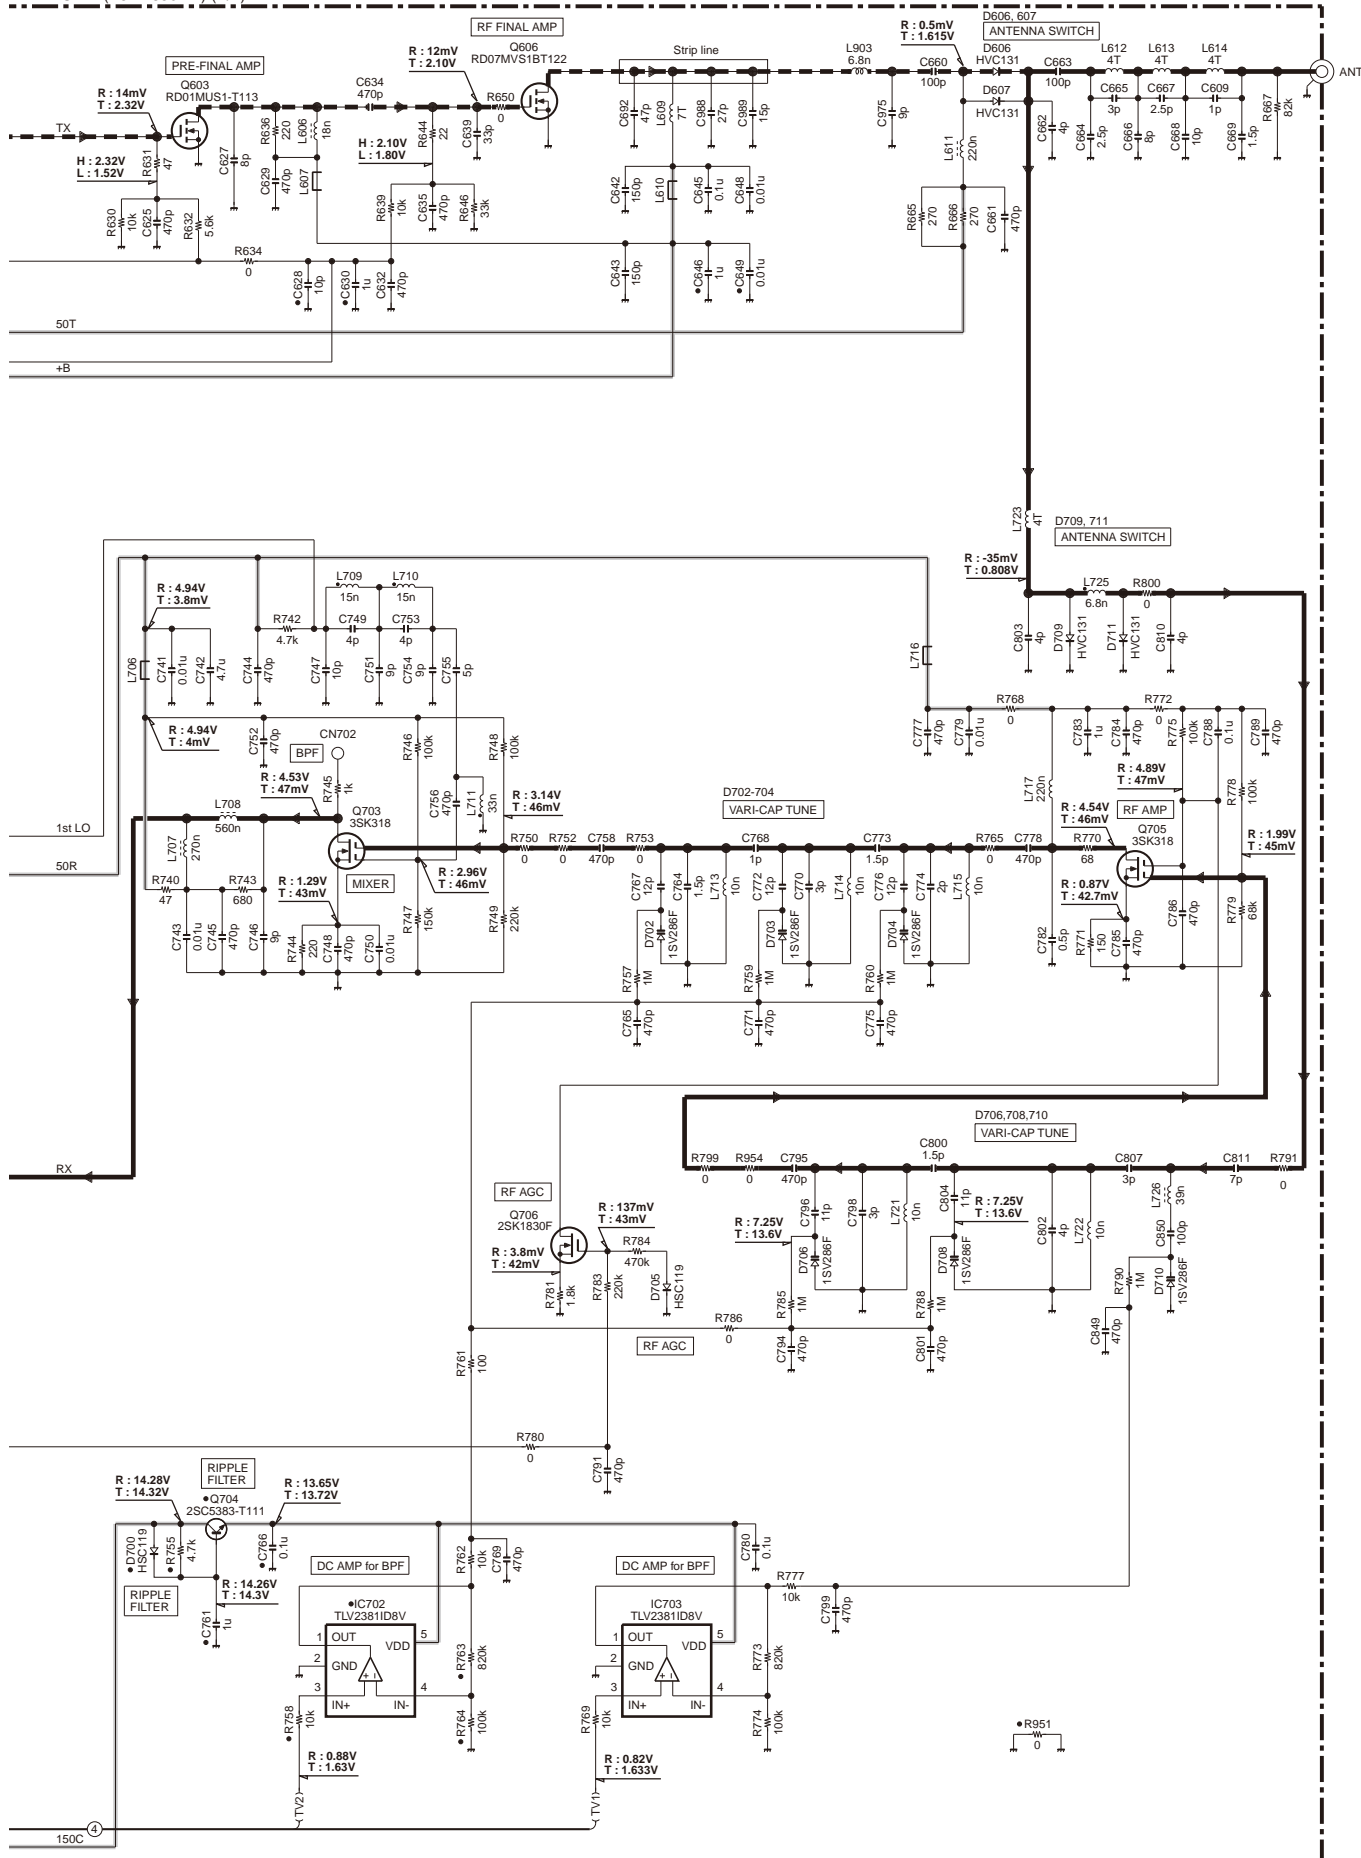 D606, 607
ANTENNA SWITCH
RF FINAL AMP
Q606
RD07MVS1BT122
R : 12mV
T : 2.10V
R : 0.5mV
T : 1.615V
L903
6.8n
D606
HVC131
L612
4T
L613
4T
L614
4T
Strip line
PRE-FINAL AMP
Q603
RD01MUS1-T113
C634
470p
C660
100p
C663
100p
ANT
R : 14mV
T : 2.32V
R650
0
D607
HVC131
C665
3p
C667
2.5p
C609
1p
R667
82k
TX
R636
220
L606
18n
R644
22
C639
33p
C692
47p
L609
7T
C988
27p
C989
15p
C975
9p
C662
4p
C664
2.5p
C666
8p
C668
10p
C669
1.5p
H : 2.32V
L : 1.52V
R631
47
C627
8p
C629
470p
L607
H : 2.10V
L : 1.80V
L611
220n
R630
10k
C625
470p
R632
5.6k
R639
10k
C635
470p
R646
33k
C642
150p
L610
C645
0.1u
C648
0.01u
R665
270
R666
270
C661
470p
R634
0
•C628
10p
•C630
1u
C632
470p
C643
150p
•C646
1u
•C649
0.01u
50T
+B
L723
4T
D709, 711
ANTENNA SWITCH
R : -35mV
T : 0.808V
L725
6.8n
R800
0
C803
4p
D709
HVC131
D711
HVC131
C810
4p
R : 4.94V
T : 3.8mV
•L709
15n
•L710
15n
R742
4.7k
C749
4p
C753
4p
L706
C741
0.01u
C742
4.7u
C744
470p
C747
10p
C751
9p
C754
9p
C755
5p
L716
R768
0
R772
0
R : 4.94V
T : 4mV
C752
470p
CN702
BPF
R746
100k
R748
100k
C777
470p
C779
0.01u
C783
1u
C784
470p
R775
100k
C788
0.1u
C789
470p
R : 4.53V
T : 47mV
R745
1k
C756
470p
L711
33n
R : 3.14V
T : 46mV
L717
220n
R : 4.89V
T : 47mV
R778
100k
D702-704
VARI-CAP TUNE
R : 4.54V
T : 46mV
RF AMP
Q705
3SK318
L708
560n
Q703
3SK318
1st LO
R750
0
R752
0
C758
470p
R753
0
C768
1p
C773
1.5p
R765
0
C778
470p
R770
68
R : 1.99V
T : 45mV
L707
270n
50R
R740
47
R743
680
R : 1.29V
T : 43mV
MIXER
R : 2.96V
T : 46mV
C767
12p
C764
1.5p
L713
10n
C772
12p
C770
3p
L714
10n
C776
12p
C774
2p
L715
10n
R : 0.87V
T : 42.7mV
C743
0.01u
C745
470p
C746
9p
R744
220
C748
470p
C750
0.01u
R747
150k
R749
220k
D702
1SV286F
D703
1SV286F
D704
1SV286F
C782
0.5p
R771
150
C785
470p
C786
470p
R779
68k
R757
1M
R759
1M
R760
1M
C765
470p
C771
470p
C775
470p
D706,708,710
VARI-CAP TUNE
RX
R799
0
R954
0
C795
470p
C800
1.5p
C807
3p
C811
7p
R791
0
RF AGC
Q706
2SK1830F
R : 137mV
T : 43mV
R : 3.8mV
T : 42mV
R784
470k
R : 7.25V
T : 13.6V
C796
11p
C798
3p
L721
10n
C804
11p
R : 7.25V
T : 13.6V
C802
4p
L722
10n
L726
39n
C850
100p
R781
1.8k
R783
220k
D705
HSC119
D706
1SV286F
D708
1SV286F
R790
1M
D710
1SV286F
R785
1M
R788
1M
R786
0
RF AGC
C794
470p
C801
470p
C849
470p
R761
100
R780
0
C791
470p
RIPPLE
FILTER
R : 14.28V
T : 14.32V
•Q704
2SC5383-T111
R : 13.65V
T : 13.72V
•D700
HSC119
•R755
4.7k
•C766
0.1u
R762
10k
C769
470p
C780
0.1u
DC AMP for BPF
DC AMP for BPF
RIPPLE
FILTER
R : 14.26V
T : 14.3V
•C761
1u
•IC702
TLV2381ID8V
1 OUT
VDD 5
2 GND
3 IN+
IN- 4
IC703
TLV2381ID8V
1 OUT
VDD 5
2 GND
3 IN+
IN- 4
R777
10k
C799
470p
•R763
820k
R773
820k
•R758
10k
•R764
100k
R769
10k
R774
100k
•R951
0
R : 0.88V
T : 1.63V
R : 0.82V
T : 1.633V
TV2
TV1
4
150C